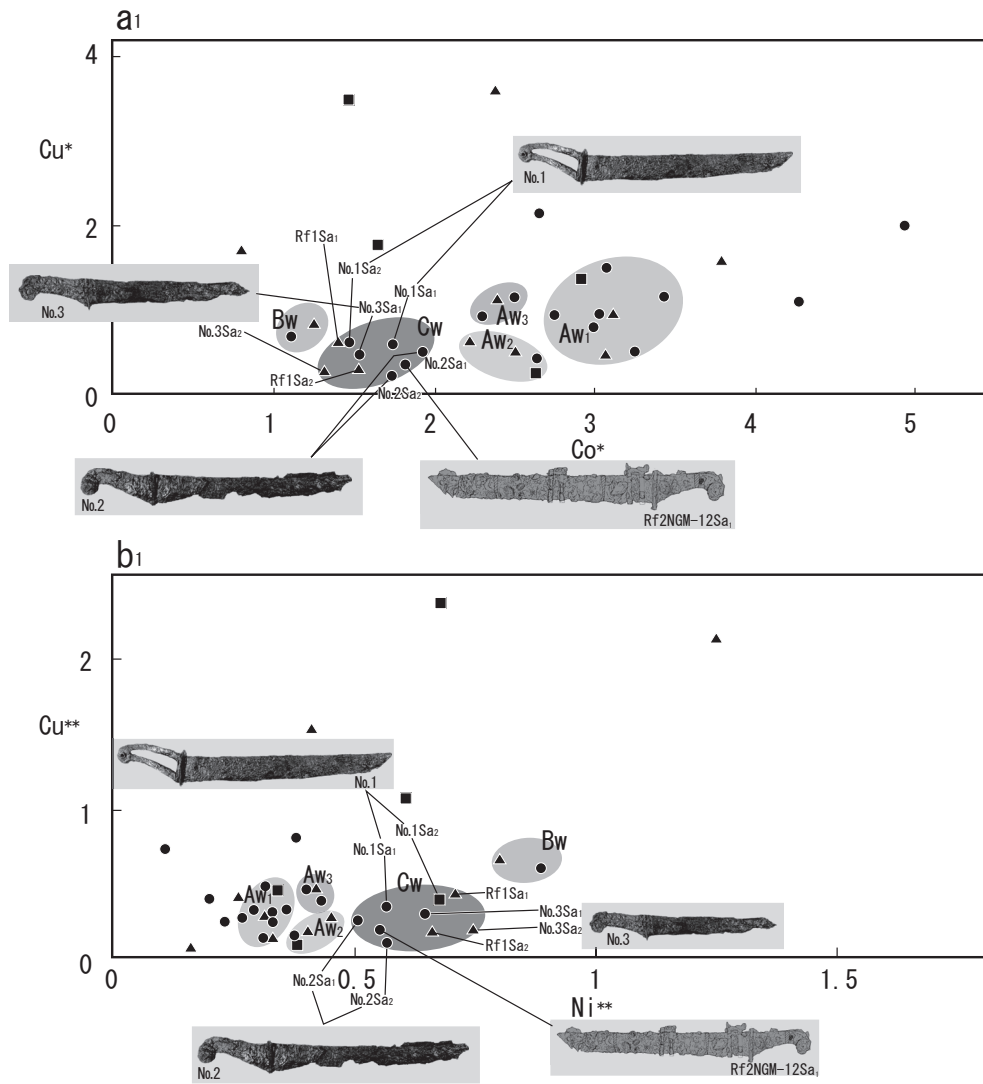 a1
4
Cu*
No.1
2
Rf1Sa₁
No.1Sa₂
No.1Sa₁
No.3Sa₁
No.3
Bw
Aw₃
Aw₁
Cw
Aw₂
No.3Sa₂
No.2Sa₁
Rf1Sa₂
No.2Sa₂
0
0
1
2
3
4
5
Co*
No.2
Rf2NGM-12Sa₁
b1
2
Cu**
No.1
1
No.1Sa₂
No.1Sa₁
Bw
Aw₃
Cw
Aw₁
Rf1Sa₁
No.3Sa₁
Aw₂
No.3Sa₂
No.3
Rf1Sa₂
0
0
0.5
1
1.5
No.2Sa₁
No.2Sa₂
Ni**
No.2
Rf2NGM-12Sa₁